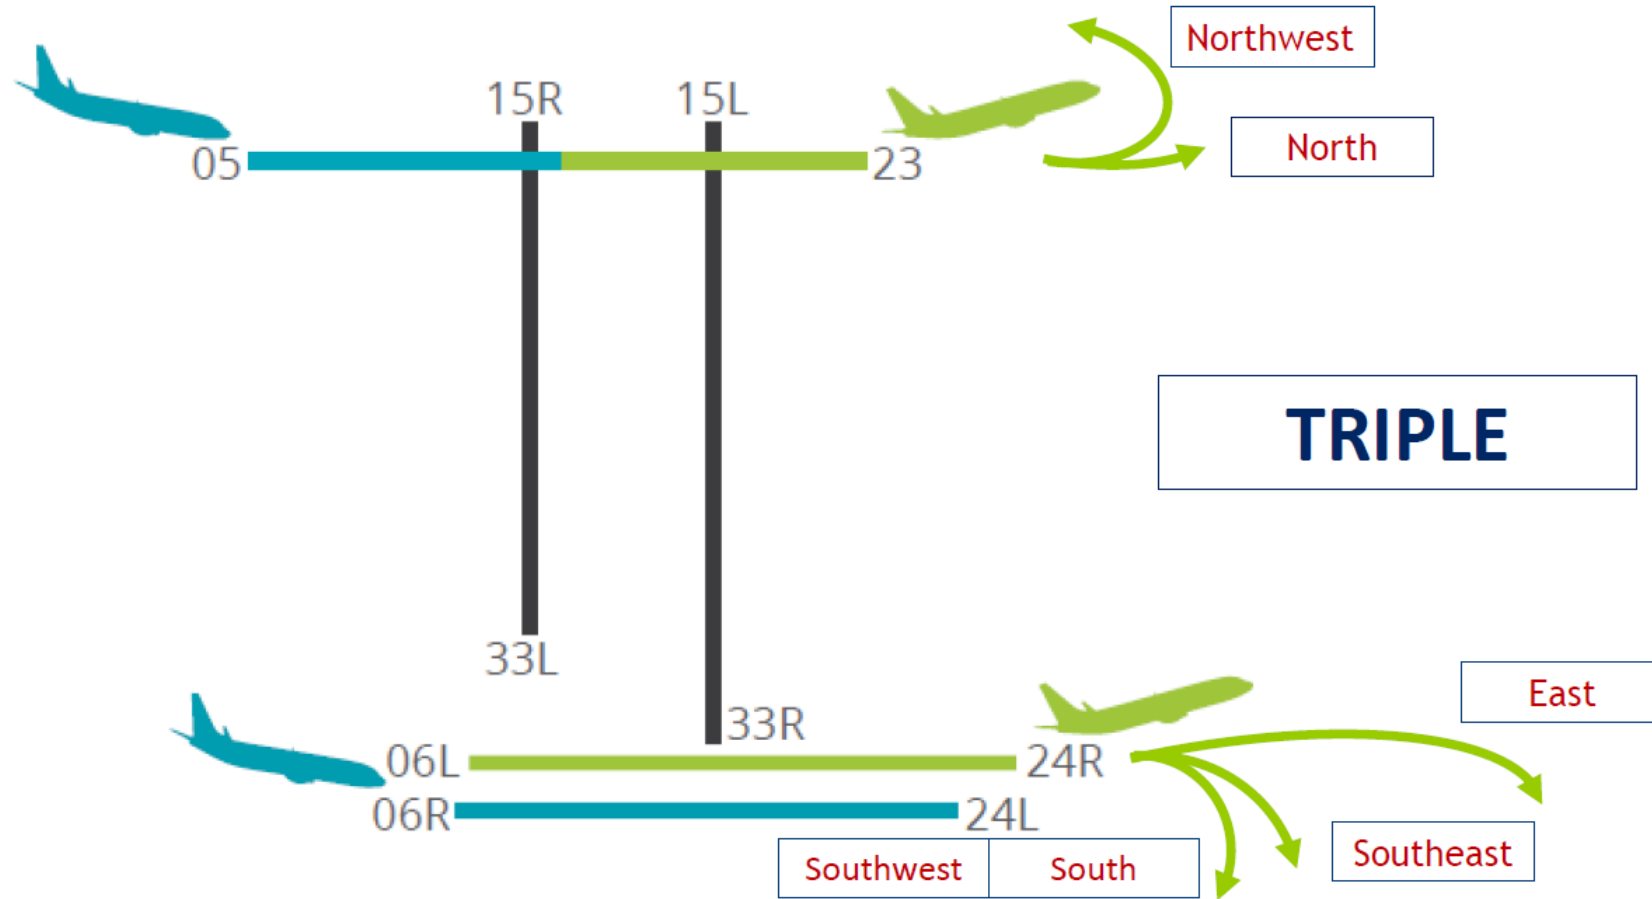 Northwest
15R
15L
North
05
23
TRIPLE
33L
East
33R
06L
24R
06R
24L
Southeast
Southwest
South